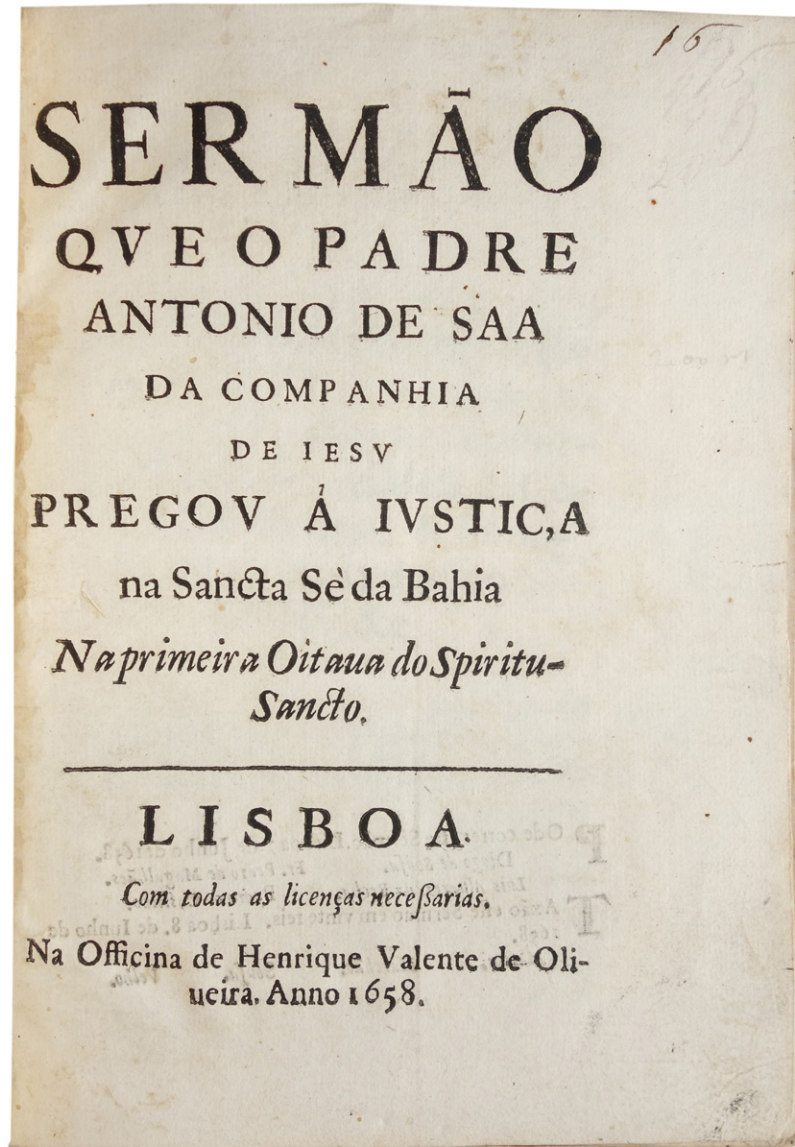 16
SERMÃO
QVE O PADRE
ANTONIO DE SAA
DA COMPANHIA
DE IESV
PREGOV Á IVSTIC,A
na Sancta Sè da Bahia
Na primeira Oitaua do Spiritu-
Sancto.
LISBOA.
Com todas as licenças neceßarias.
Na Officina de Henrique Valente de Oli-
ueira. Anno 1658.